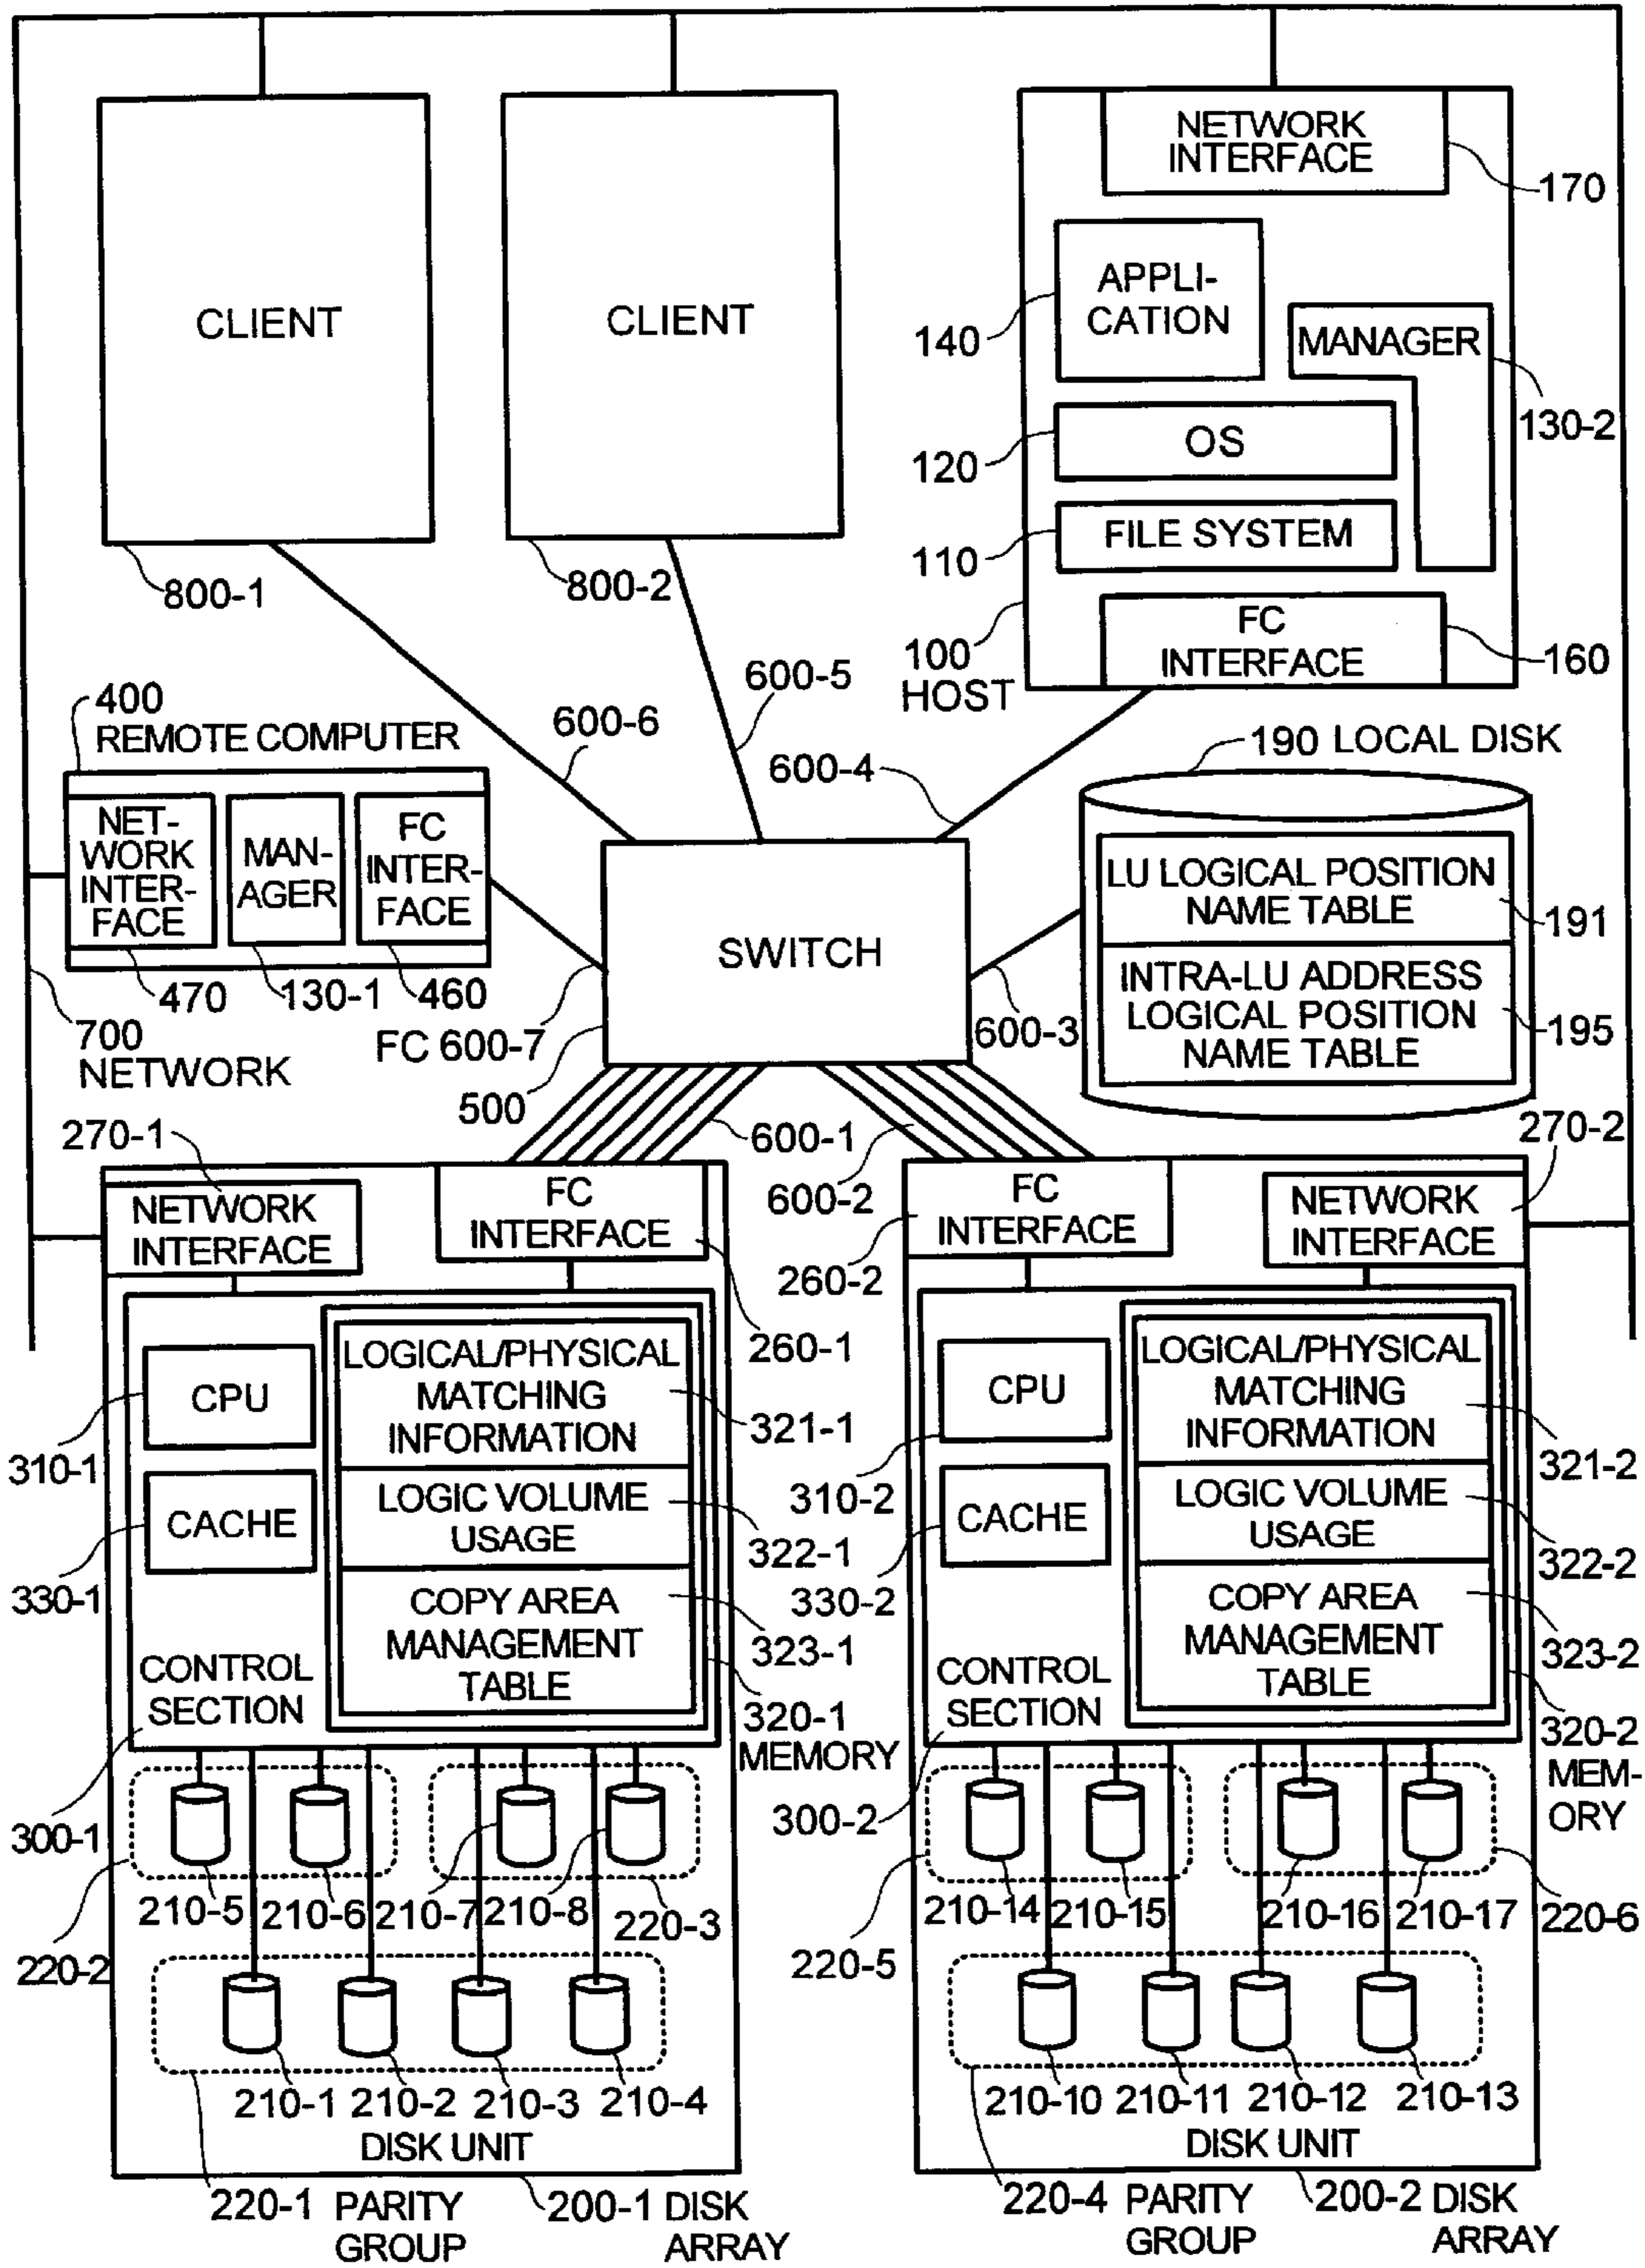 CLIENT
800-1
CLIENT
800-2
NETWORK
INTERFACE
170
APPLI-
CATION
140
MANAGER
130-2
OS
120
FILE SYSTEM
110
FC
INTERFACE
160
100
HOST
600-5
600-6
600-4
400
REMOTE COMPUTER
NET-
WORK
INTER-
FACE
MAN-
AGER
FC
INTER-
FACE
470
130-1
460
700
NETWORK
FC 600-7
500
SWITCH
600-3
190 LOCAL DISK
LU LOGICAL POSITION
NAME TABLE
191
INTRA-LU ADDRESS
LOGICAL POSITION
NAME TABLE
195
600-1
600-2
270-1
NETWORK
INTERFACE
FC
INTERFACE
260-1
CPU
310-1
CACHE
330-1
LOGICAL/PHYSICAL
MATCHING
INFORMATION
321-1
LOGIC VOLUME
USAGE
322-1
COPY AREA
MANAGEMENT
TABLE
323-1
CONTROL
SECTION
320-1
MEMORY
300-1
210-5
210-6
210-7
210-8
220-3
220-2
210-1
210-2
210-3
210-4
DISK UNIT
220-1 PARITY
GROUP
200-1 DISK
ARRAY
270-2
FC
INTERFACE
260-2
NETWORK
INTERFACE
CPU
310-2
CACHE
330-2
LOGICAL/PHYSICAL
MATCHING
INFORMATION
321-2
LOGIC VOLUME
USAGE
322-2
COPY AREA
MANAGEMENT
TABLE
323-2
CONTROL
SECTION
320-2
MEM-
ORY
300-2
210-14
210-15
210-16
210-17
220-6
220-5
210-10
210-11
210-12
210-13
DISK UNIT
220-4 PARITY
GROUP
200-2 DISK
ARRAY